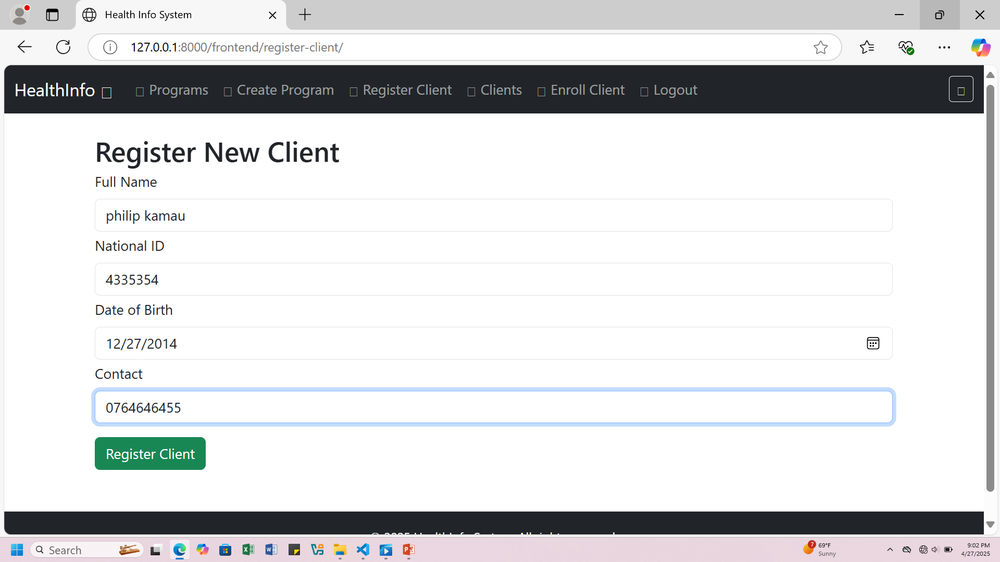 Health Info System
127.0.0.1:8000/frontend/register-client/
HealthInfo Programs Create Program Register Client Clients Enroll Client Logout
Register New Client
Full Name
philip kamau
National ID
4335354
Date of Birth
12/27/2014
Contact
0764646455
Register Client
Search
7
69°F
Sunny
9:02 PM
4/27/2025